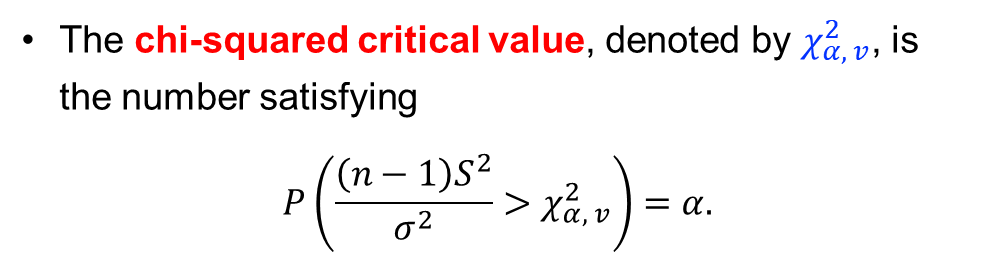 • The chi-squared critical value, denoted by χ²_{α, v}, is
the number satisfying
P((n − 1)S²/σ² > χ²_{α, v}) = α.